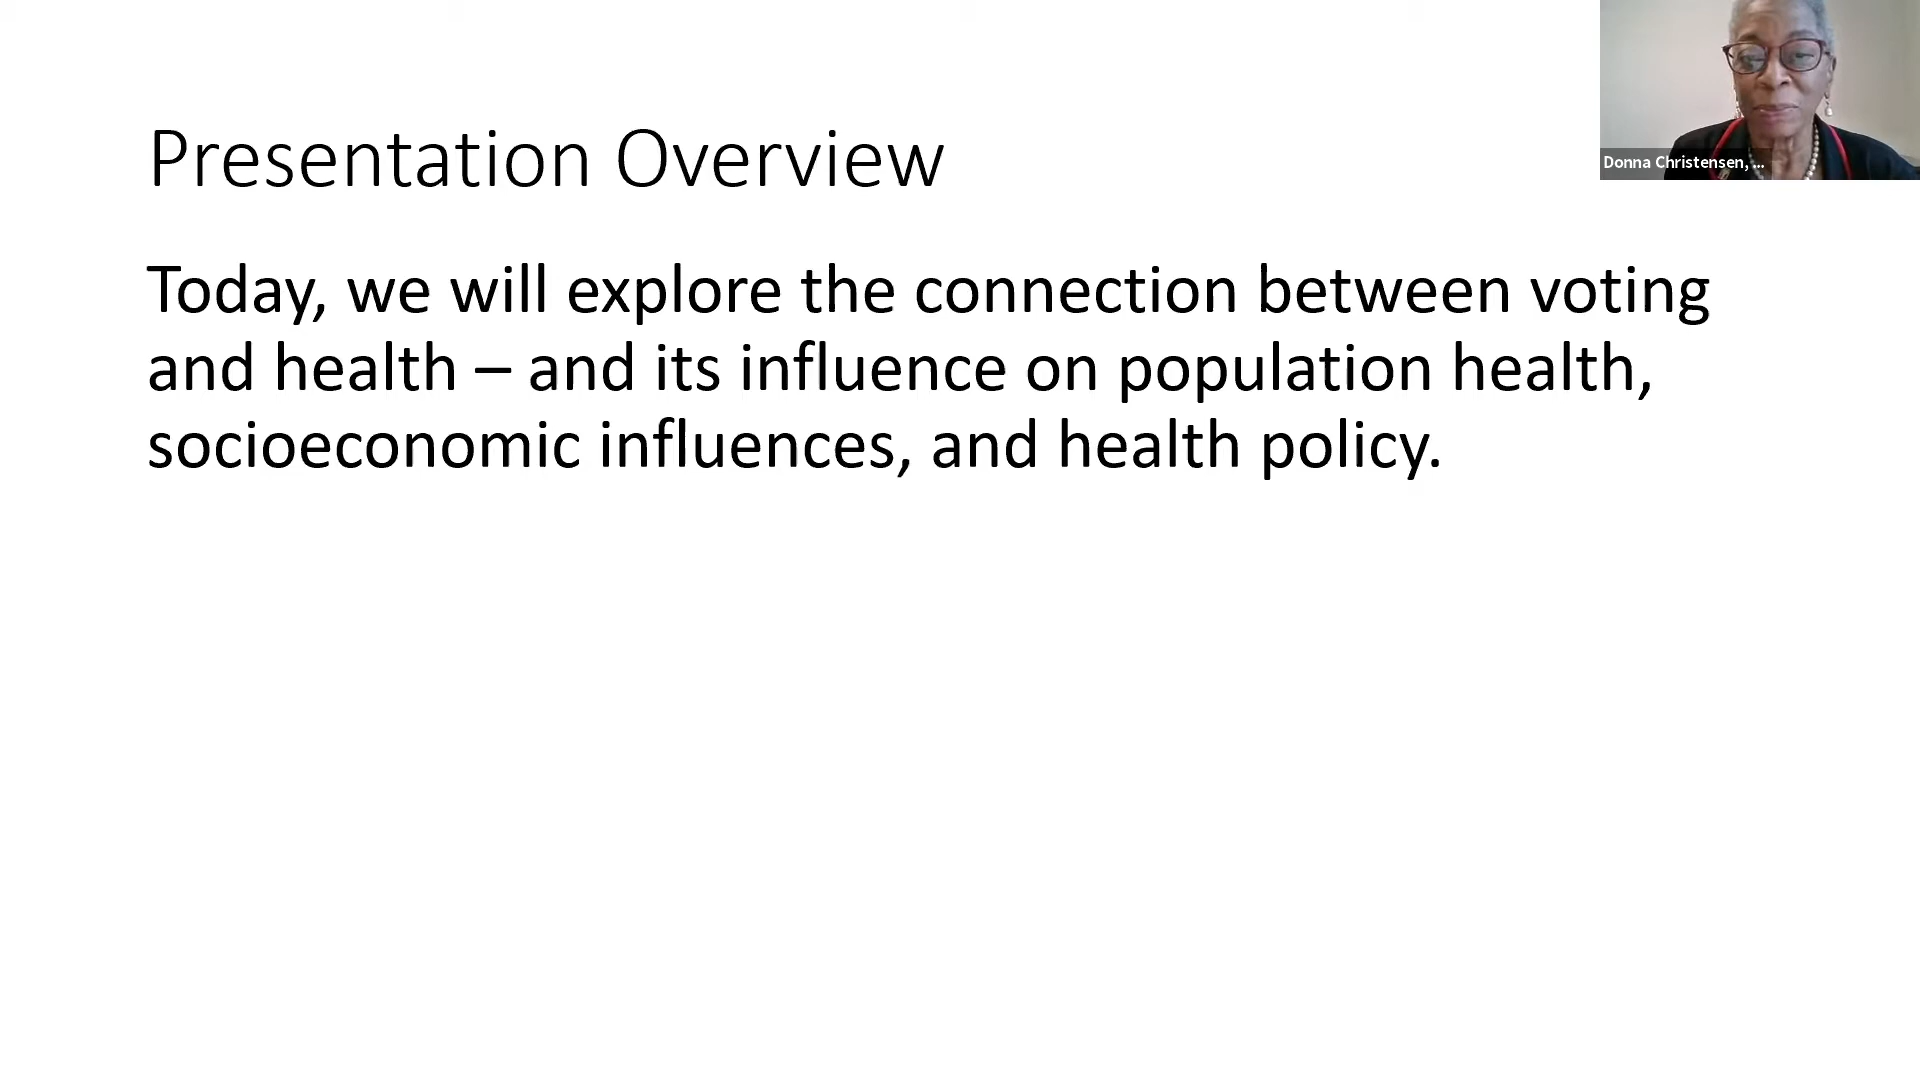 Presentation Overview
Today, we will explore the connection between voting
and health – and its influence on population health,
socioeconomic influences, and health policy.
Donna Christensen, ...